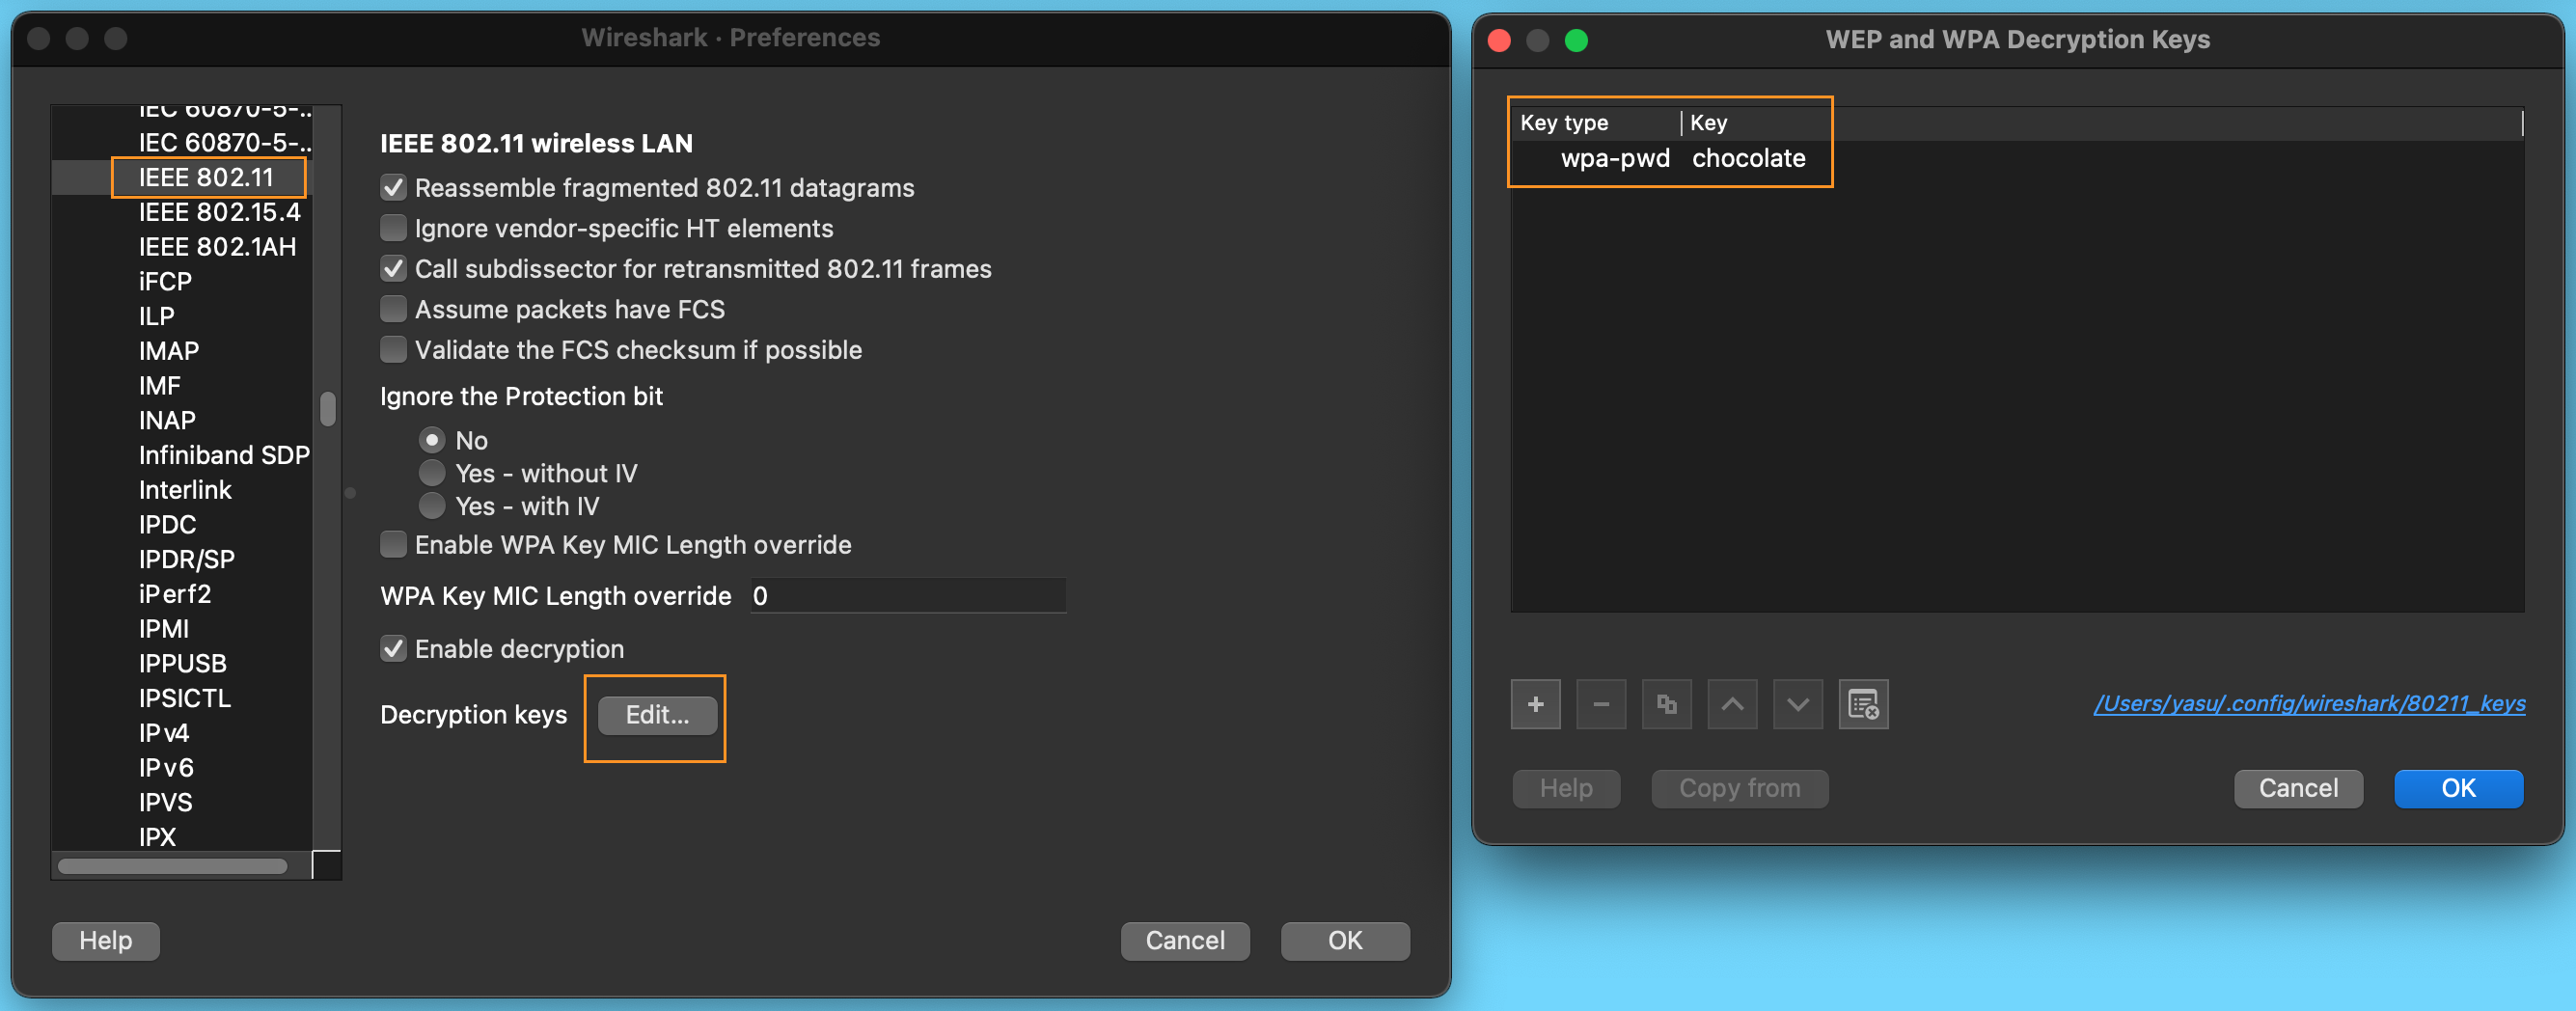 Wireshark · Preferences
IEC 60870-5-..
IEC 60870-5-..
IEEE 802.11
IEEE 802.15.4
IEEE 802.1AH
iFCP
ILP
IMAP
IMF
INAP
Infiniband SDP
Interlink
IPDC
IPDR/SP
iPerf2
IPMI
IPPUSB
IPSICTL
IPv4
IPv6
IPVS
IPX
IEEE 802.11 wireless LAN
Reassemble fragmented 802.11 datagrams
Ignore vendor-specific HT elements
Call subdissector for retransmitted 802.11 frames
Assume packets have FCS
Validate the FCS checksum if possible
Ignore the Protection bit
No
Yes - without IV
Yes - with IV
Enable WPA Key MIC Length override
WPA Key MIC Length override 0
Enable decryption
Decryption keys Edit...
Help Cancel OK
WEP and WPA Decryption Keys
Key type Key
wpa-pwd chocolate
/Users/yasu/.config/wireshark/80211_keys
Help Copy from Cancel OK